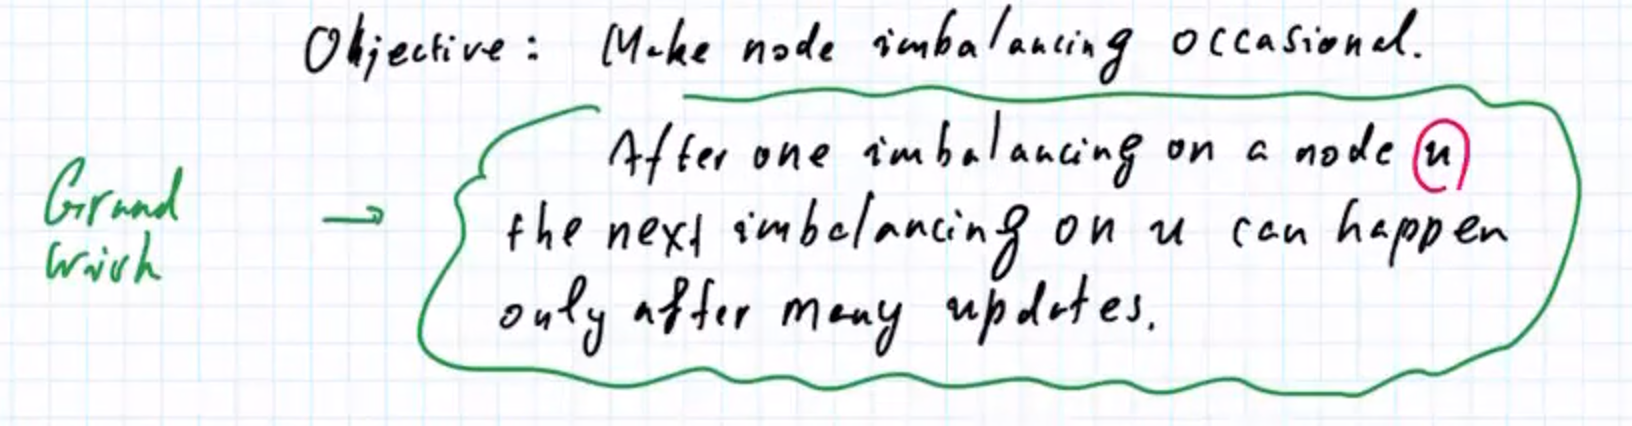 Objective: Make node imbalancing occasional.
After one imbalancing on a node u
the next imbalancing on u can happen
only after many updates.
Grand
wish
→